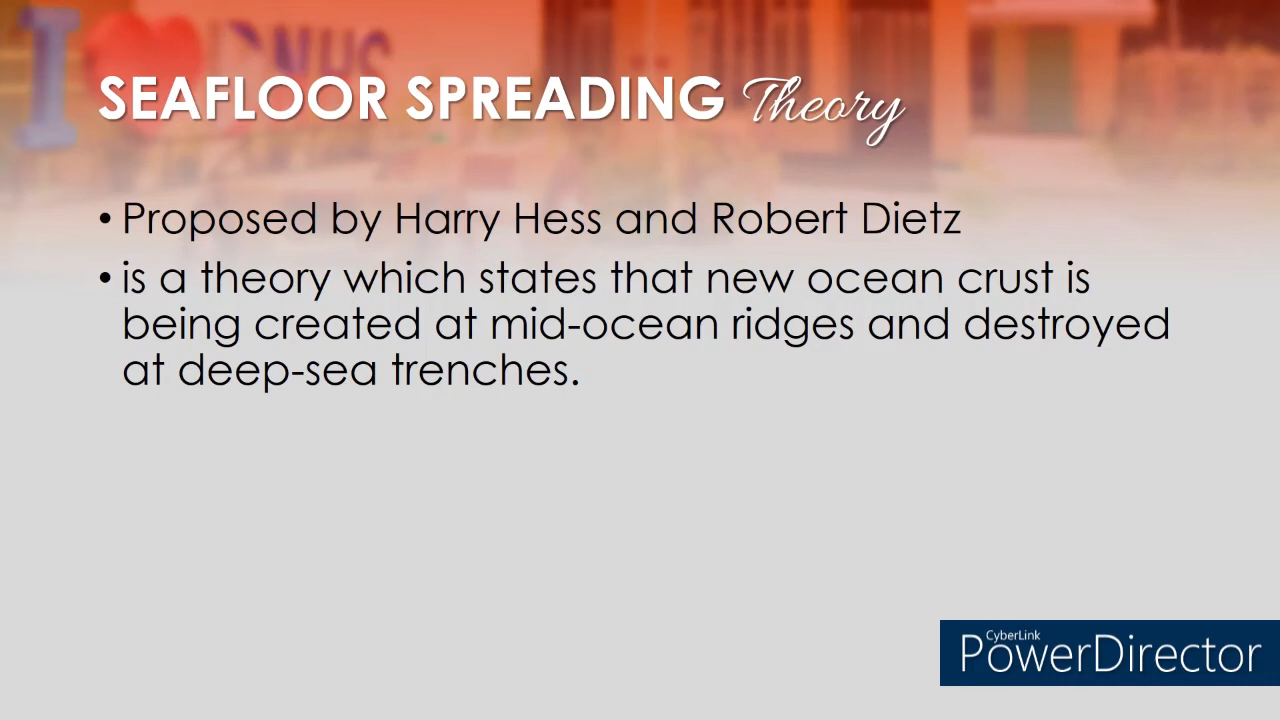 I NHS
SEAFLOOR SPREADING Theory
• Proposed by Harry Hess and Robert Dietz
• is a theory which states that new ocean crust is
being created at mid-ocean ridges and destroyed
at deep-sea trenches.
CyberLink
PowerDirector